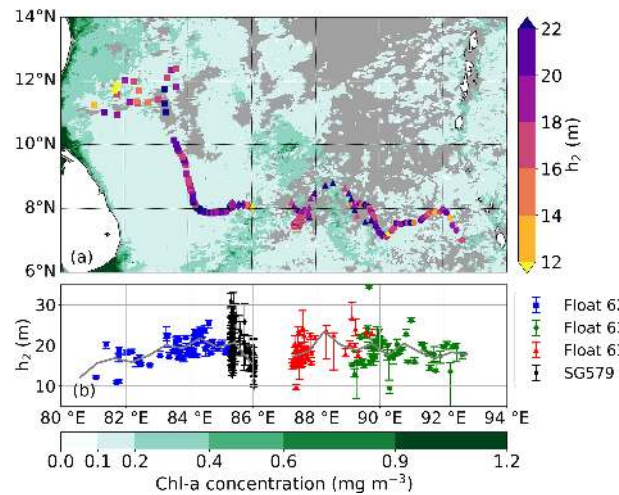 14°N
12°N
10°N
8°N
6°N
(a)
22
20
18
16
14
12
h₂ (m)
30
20
10
h₂ (m)
(b)
80 °E 82 °E 84 °E 86 °E 88 °E 90 °E 92 °E 94 °E
Float 62
Float 63
Float 63
SG579
0.0 0.1 0.2 0.4 0.6 0.9 1.2
Chl-a concentration (mg m⁻³)